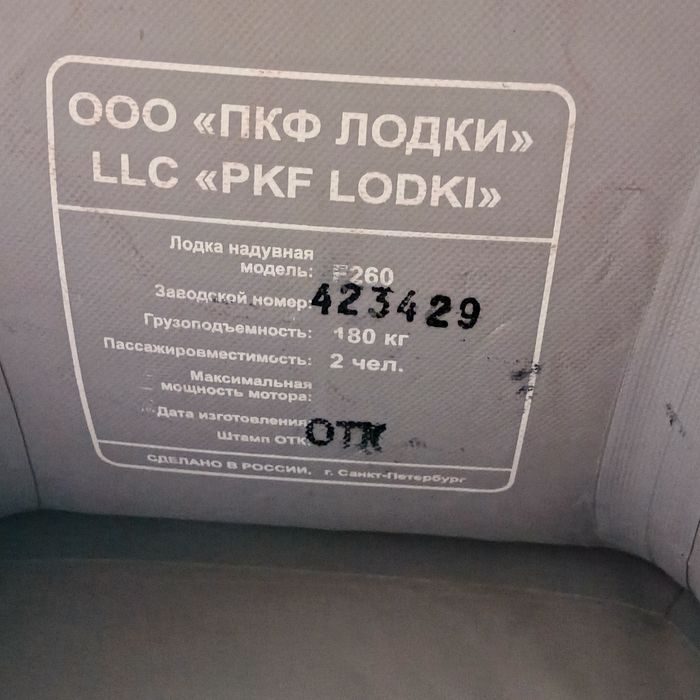 ООО «ПКФ ЛОДКИ»
LLC «PKF LODKI»
Лодка надувная
модель: F260
Заводской номер: 423429
Грузоподъемность: 180 кг
Пассажировместимость: 2 чел.
Максимальная
мощность мотора:
Дата изготовления
Штамп ОТК: ОТК
СДЕЛАНО В РОССИИ, г. Санкт-Петербург